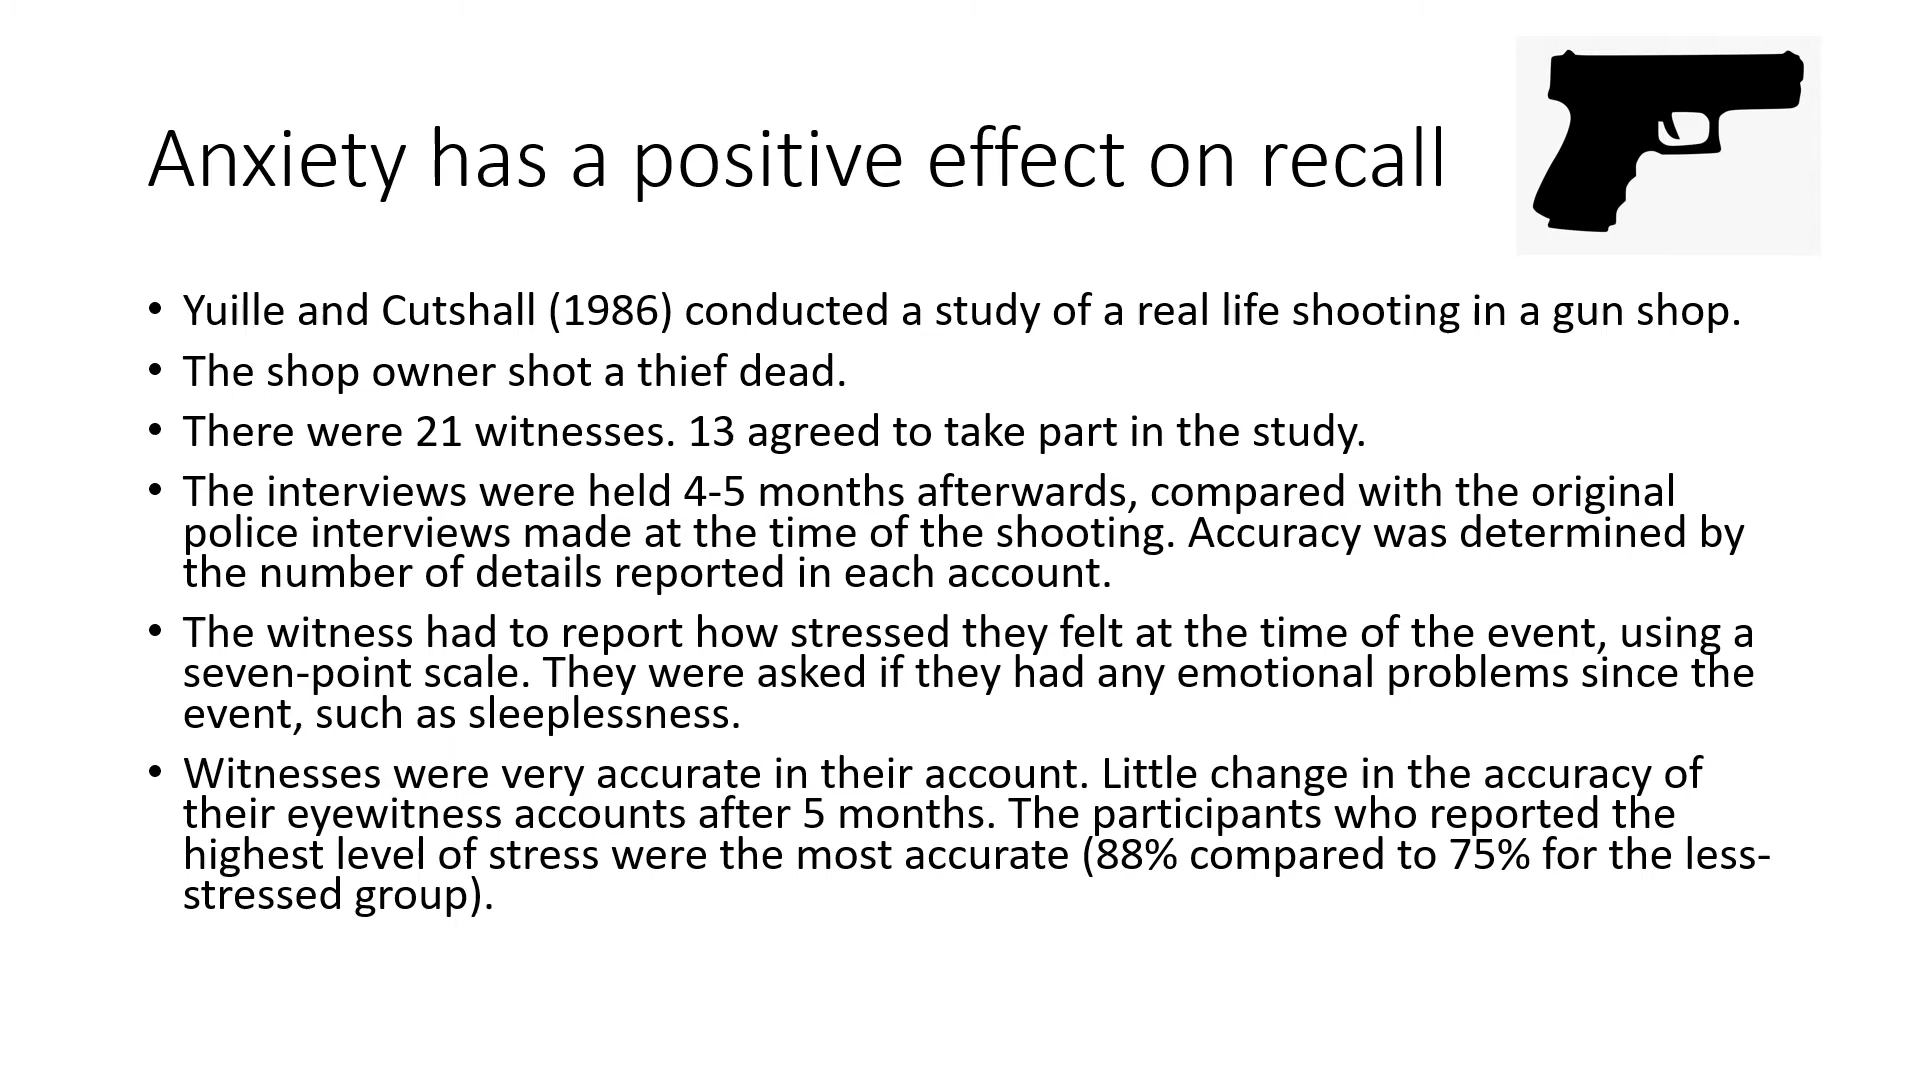 Anxiety has a positive effect on recall
• Yuille and Cutshall (1986) conducted a study of a real life shooting in a gun shop.
• The shop owner shot a thief dead.
• There were 21 witnesses. 13 agreed to take part in the study.
• The interviews were held 4-5 months afterwards, compared with the original
police interviews made at the time of the shooting. Accuracy was determined by
the number of details reported in each account.
• The witness had to report how stressed they felt at the time of the event, using a
seven-point scale. They were asked if they had any emotional problems since the
event, such as sleeplessness.
• Witnesses were very accurate in their account. Little change in the accuracy of
their eyewitness accounts after 5 months. The participants who reported the
highest level of stress were the most accurate (88% compared to 75% for the less-
stressed group).